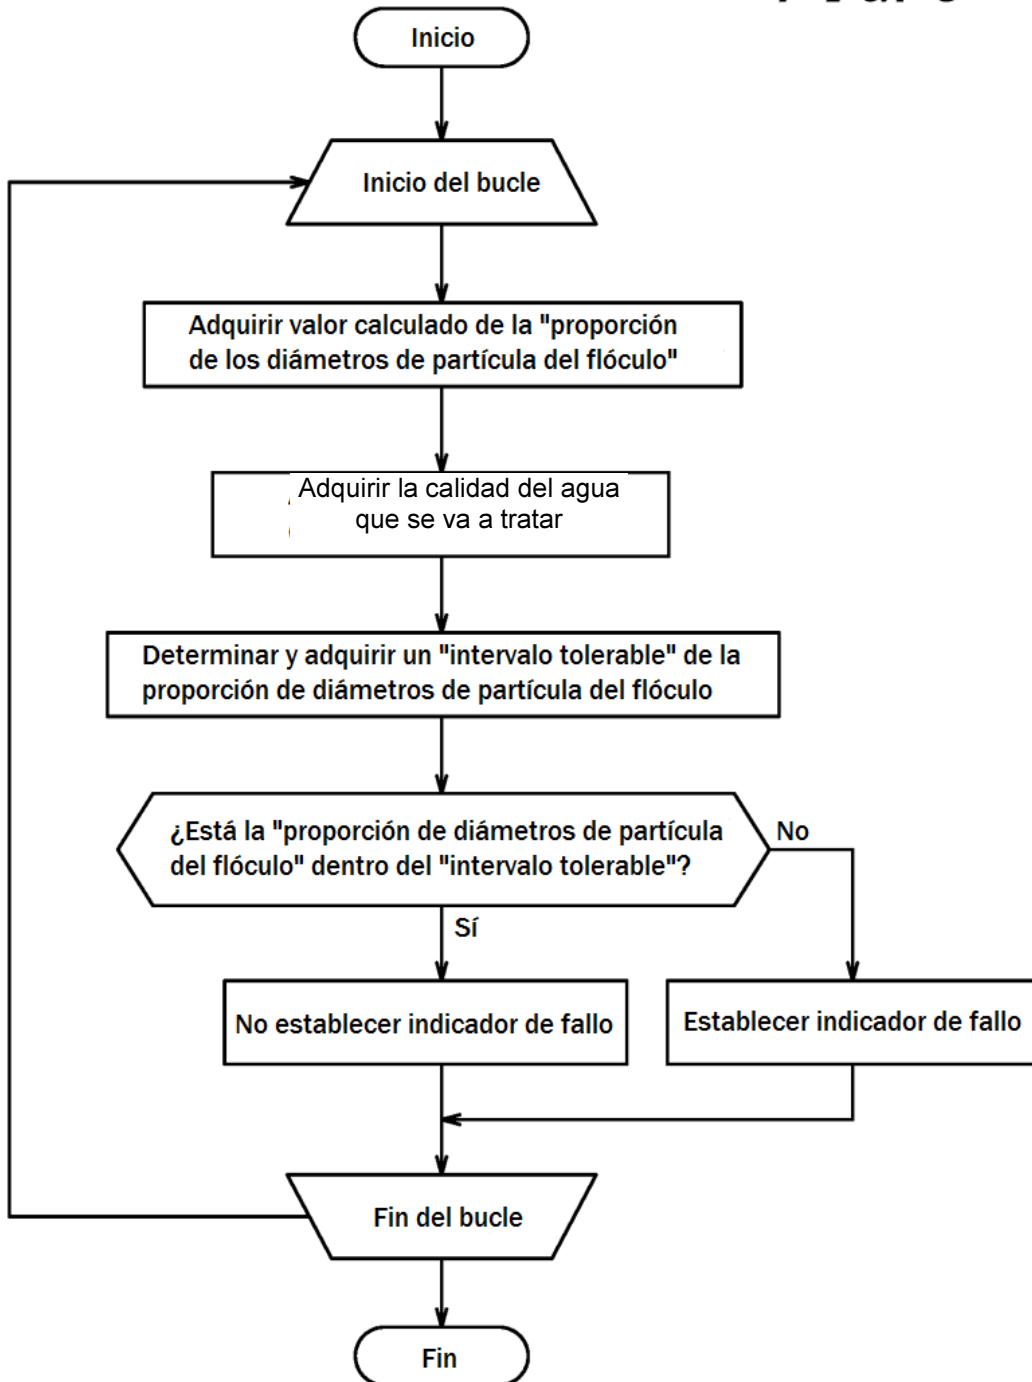 Inicio
Inicio del bucle
Adquirir valor calculado de la "proporción
de los diámetros de partícula del flóculo"
Adquirir la calidad del agua
que se va a tratar
Determinar y adquirir un "intervalo tolerable" de la
proporción de diámetros de partícula del flóculo
¿Está la "proporción de diámetros de partícula
del flóculo" dentro del "intervalo tolerable"?
No
Sí
No establecer indicador de fallo
Establecer indicador de fallo
Fin del bucle
Fin